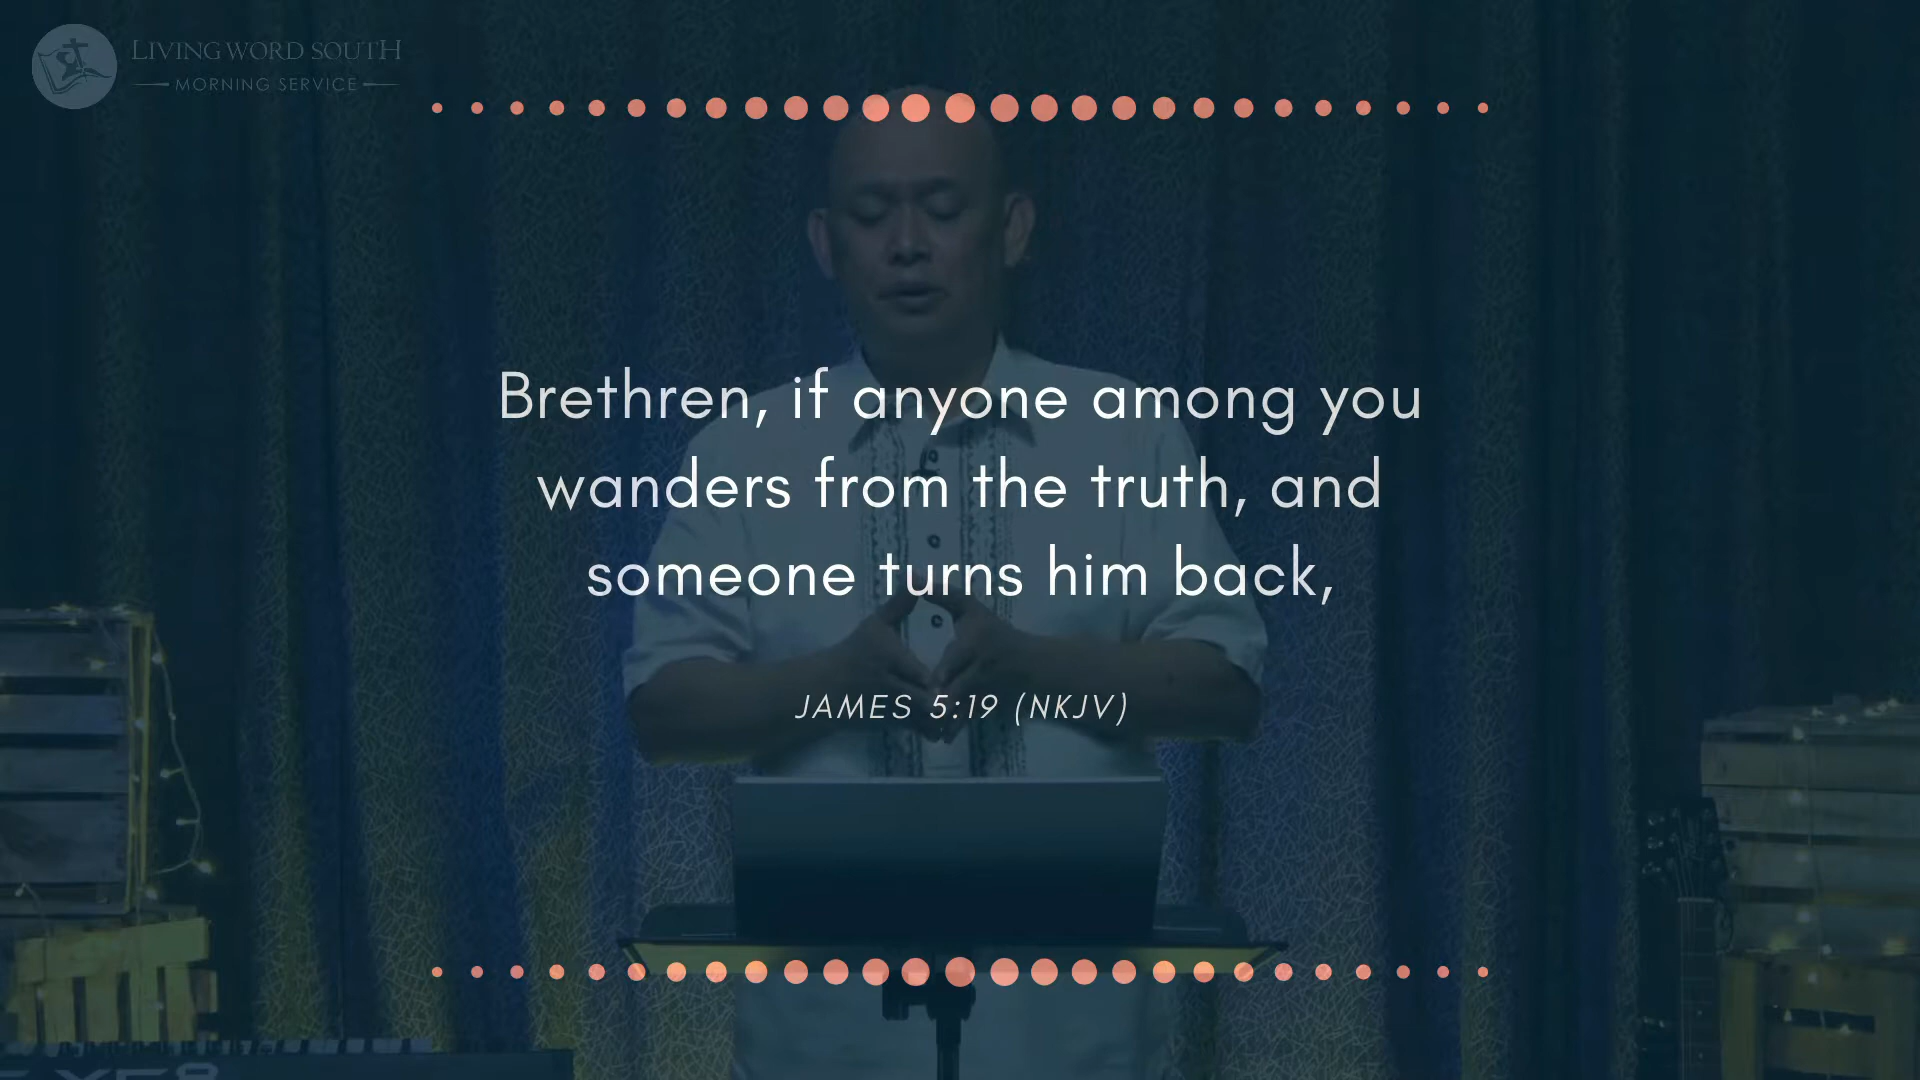 LIVING WORD SOUTH
MORNING SERVICE
Brethren, if anyone among you
wanders from the truth, and
someone turns him back,
JAMES 5:19 (NKJV)